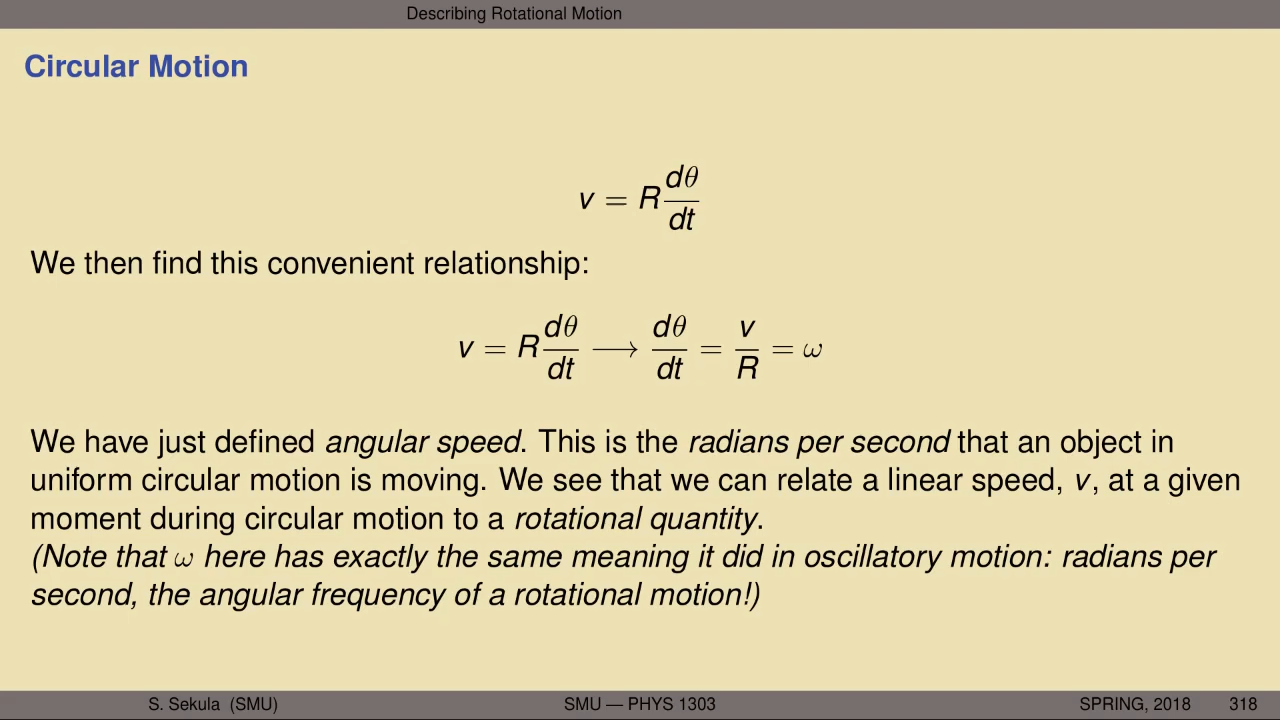 Describing Rotational Motion
Circular Motion
v = R dθ/dt
We then find this convenient relationship:
v = R dθ/dt ⟶ dθ/dt = v/R = ω
We have just defined angular speed. This is the radians per second that an object in
uniform circular motion is moving. We see that we can relate a linear speed, v, at a given
moment during circular motion to a rotational quantity.
(Note that ω here has exactly the same meaning it did in oscillatory motion: radians per
second, the angular frequency of a rotational motion!)
S. Sekula (SMU) SMU — PHYS 1303 SPRING, 2018 318